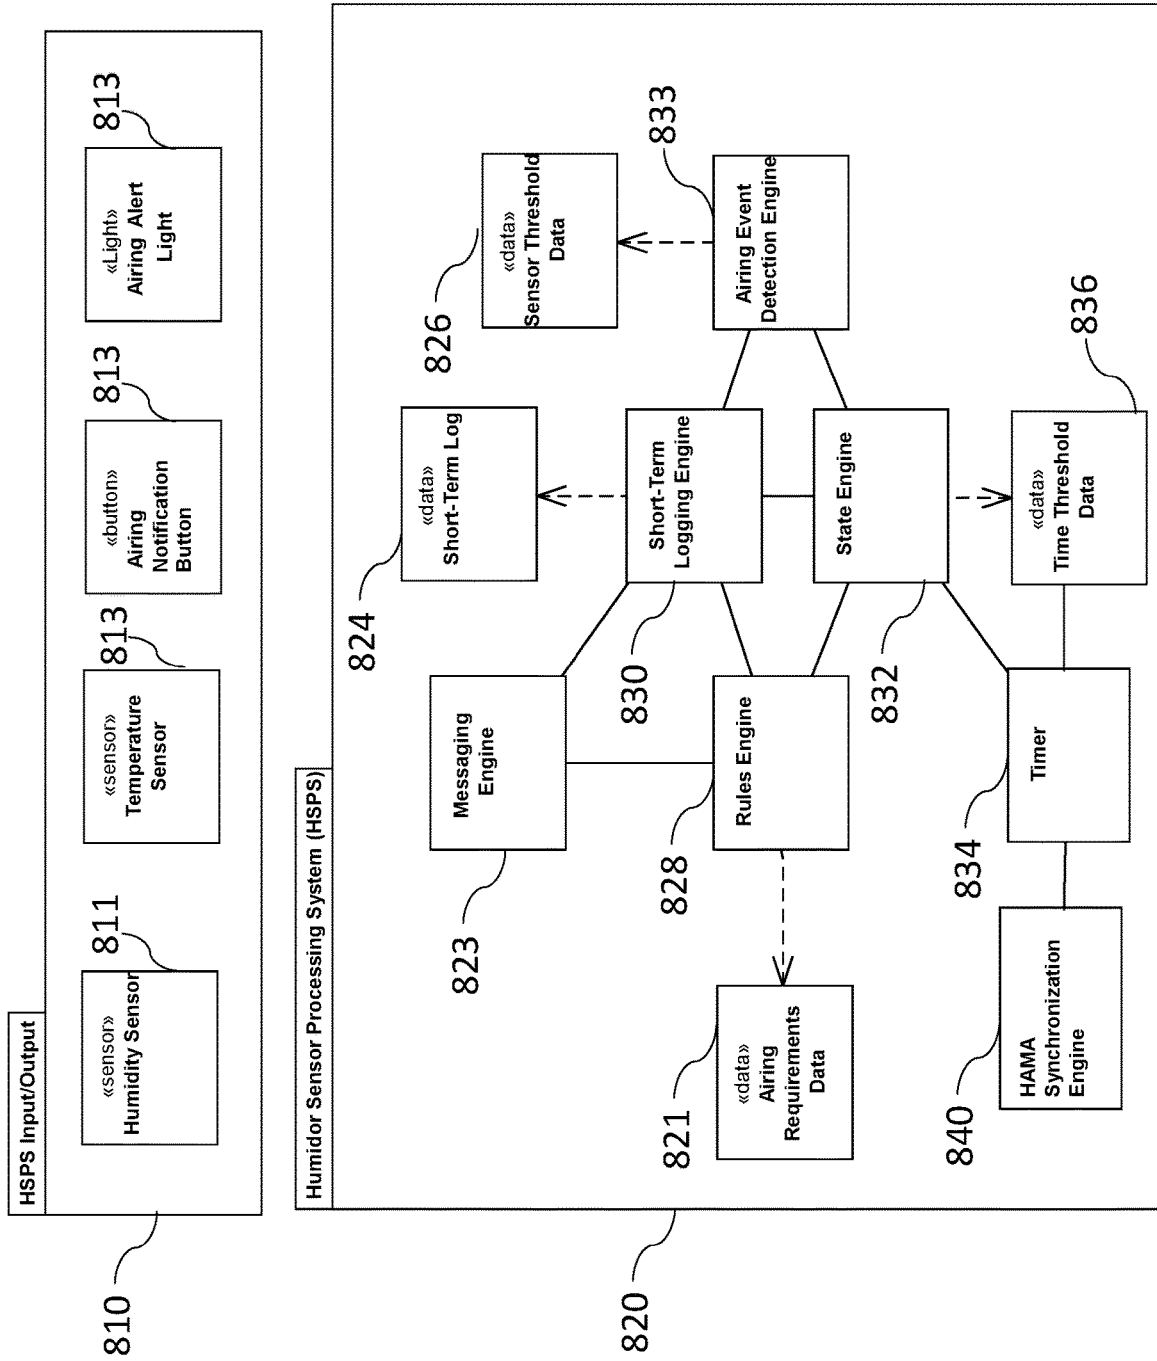 HSPS Input/Output
810
«sensor»
Humidity Sensor
811
«sensor»
Temperature
Sensor
813
«button»
Airing
Notification
Button
813
«Light»
Airing Alert
Light
813
Humidor Sensor Processing System (HSPS)
820
«data»
Short-Term Log
824
«data»
Sensor Threshold
Data
826
Messaging
Engine
823
Short-Term
Logging Engine
830
Airing Event
Detection Engine
833
«data»
Airing
Requirements
Data
821
Rules Engine
828
State Engine
832
HAMA
Synchronization
Engine
840
Timer
834
«data»
Time Threshold
Data
836